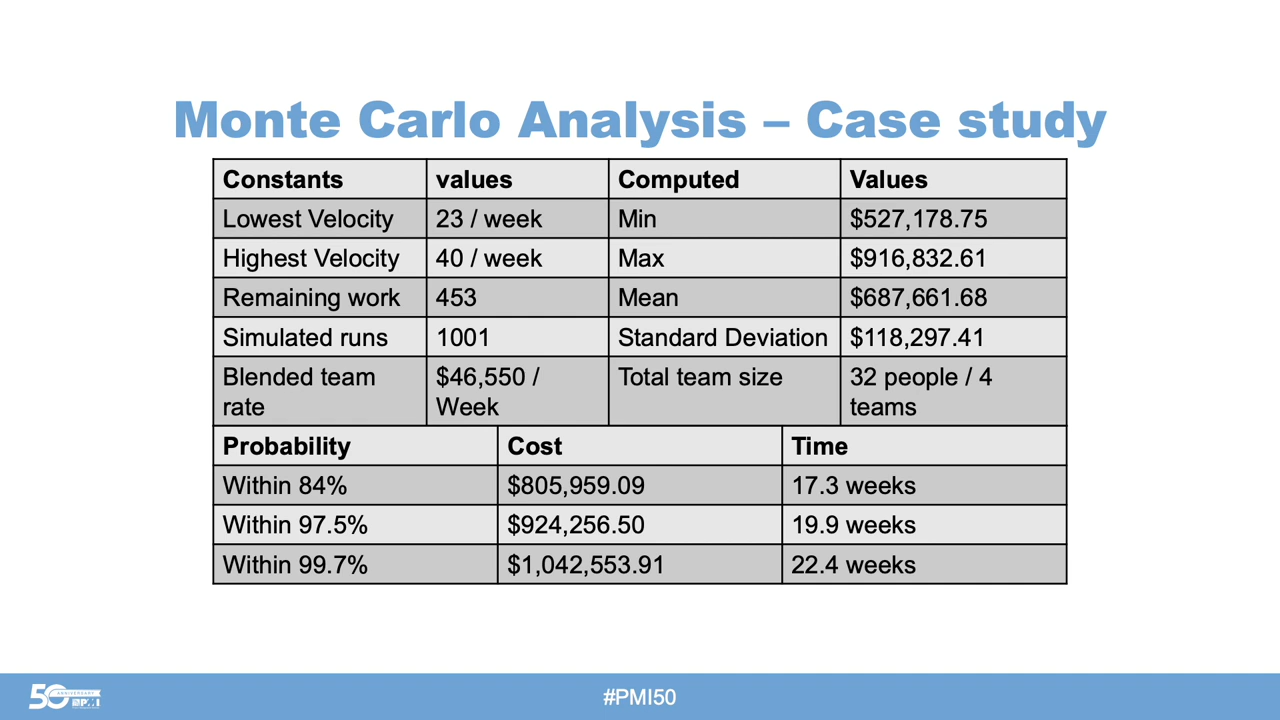 Monte Carlo Analysis – Case study
Constants values Computed Values
Lowest Velocity 23 / week Min $527,178.75
Highest Velocity 40 / week Max $916,832.61
Remaining work 453 Mean $687,661.68
Simulated runs 1001 Standard Deviation $118,297.41
Blended team rate $46,550 / Week Total team size 32 people / 4 teams
Probability Cost Time
Within 84% $805,959.09 17.3 weeks
Within 97.5% $924,256.50 19.9 weeks
Within 99.7% $1,042,553.91 22.4 weeks
50 ANNIVERSARY PMI
#PMI50